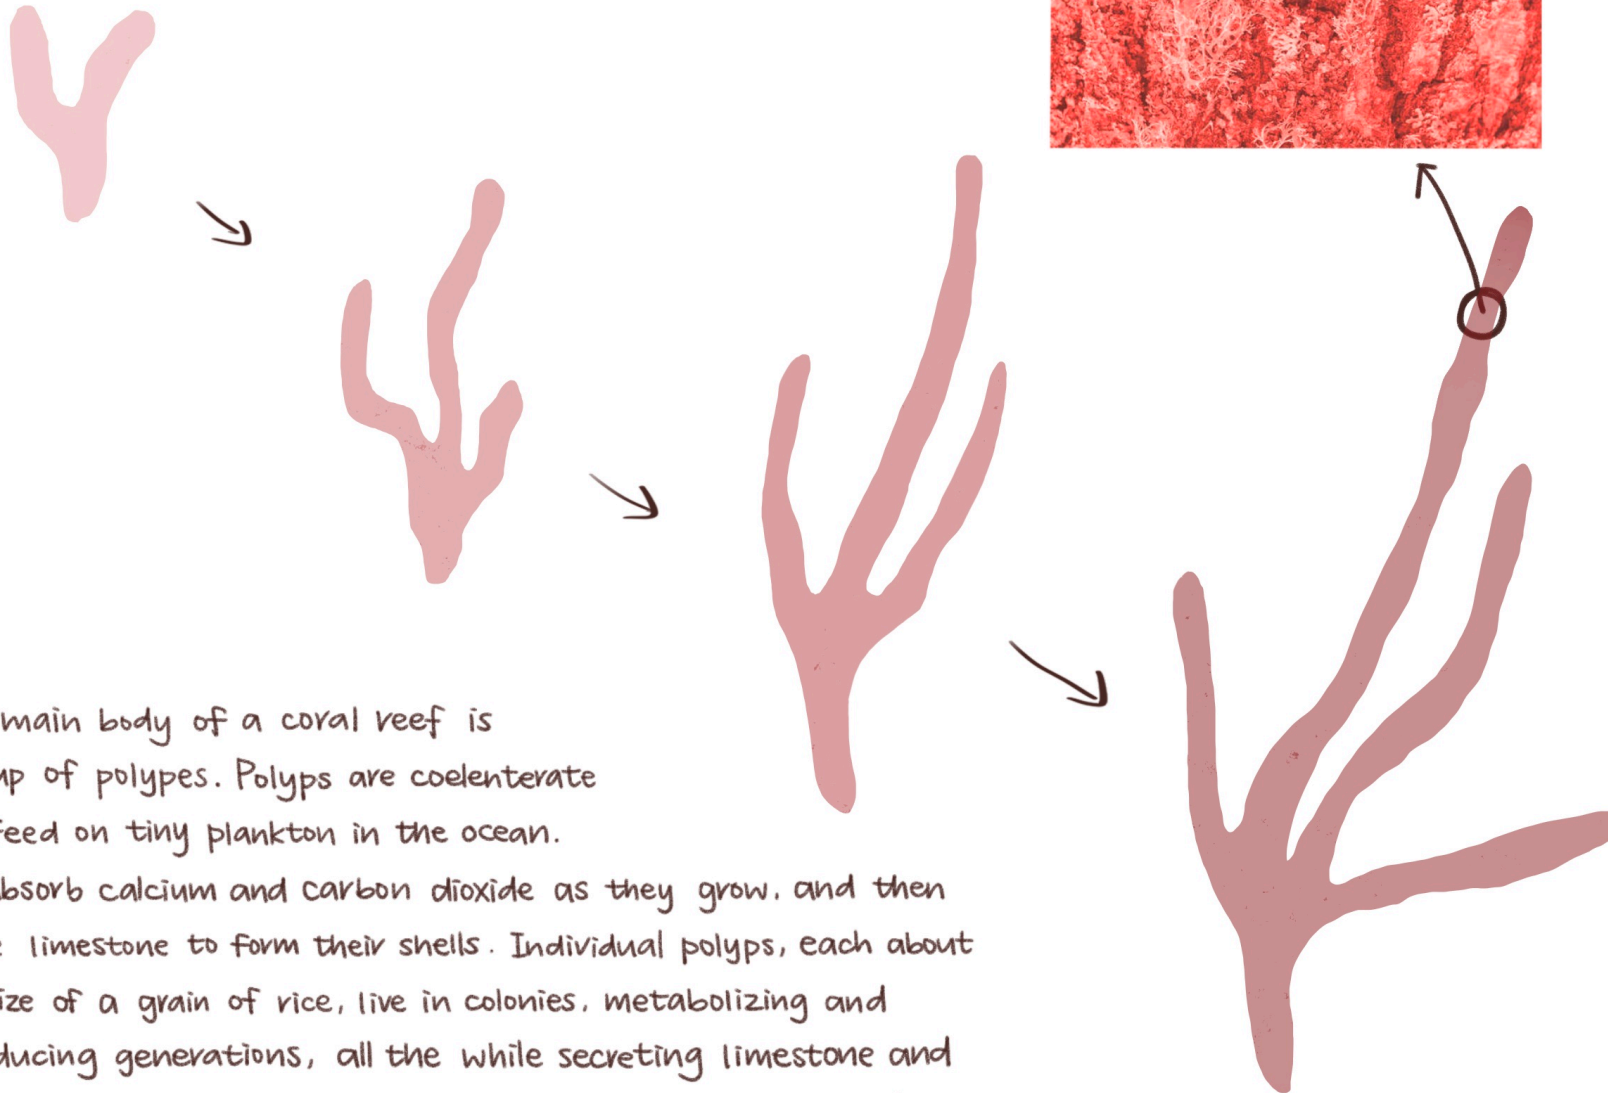 main body of a coral reef is
up of polypes. Polyps are coelenterate
feed on tiny plankton in the ocean.
bsorb calcium and carbon dioxide as they grow, and then
limestone to form their shells. Individual polyps, each about
ize of a grain of rice, live in colonies, metabolizing and
ducing generations, all the while secreting limestone and